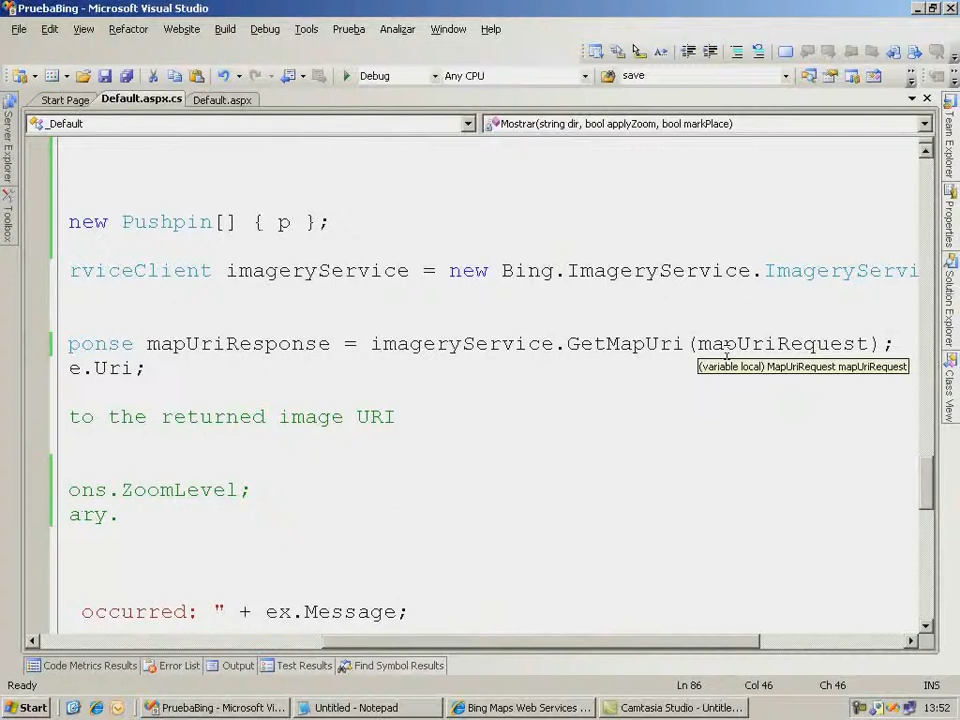 PruebaBing - Microsoft Visual Studio
File Edit View Refactor Website Build Debug Tools Prueba Analizar Window Help
Debug Any CPU save
Start Page Default.aspx.cs Default.aspx
_Default Mostrar(string dir, bool applyZoom, bool markPlace)
Server Explorer
Toolbox
new Pushpin[] { p };
rviceClient imageryService = new Bing.ImageryService.ImageryServi
ponse mapUriResponse = imageryService.GetMapUri(mapUriRequest);
e.Uri;
(variable local) MapUriRequest mapUriRequest
to the returned image URI
ons.ZoomLevel;
ary.
occurred: " + ex.Message;
Team Explorer
Properties
Solution Explorer
Class View
Code Metrics Results Error List Output Test Results Find Symbol Results
Ready Ln 86 Col 46 Ch 46 INS
Start PruebaBing - Microsoft Vi... Untitled - Notepad Bing Maps Web Services ... Camtasia Studio - Untitle... 13:52